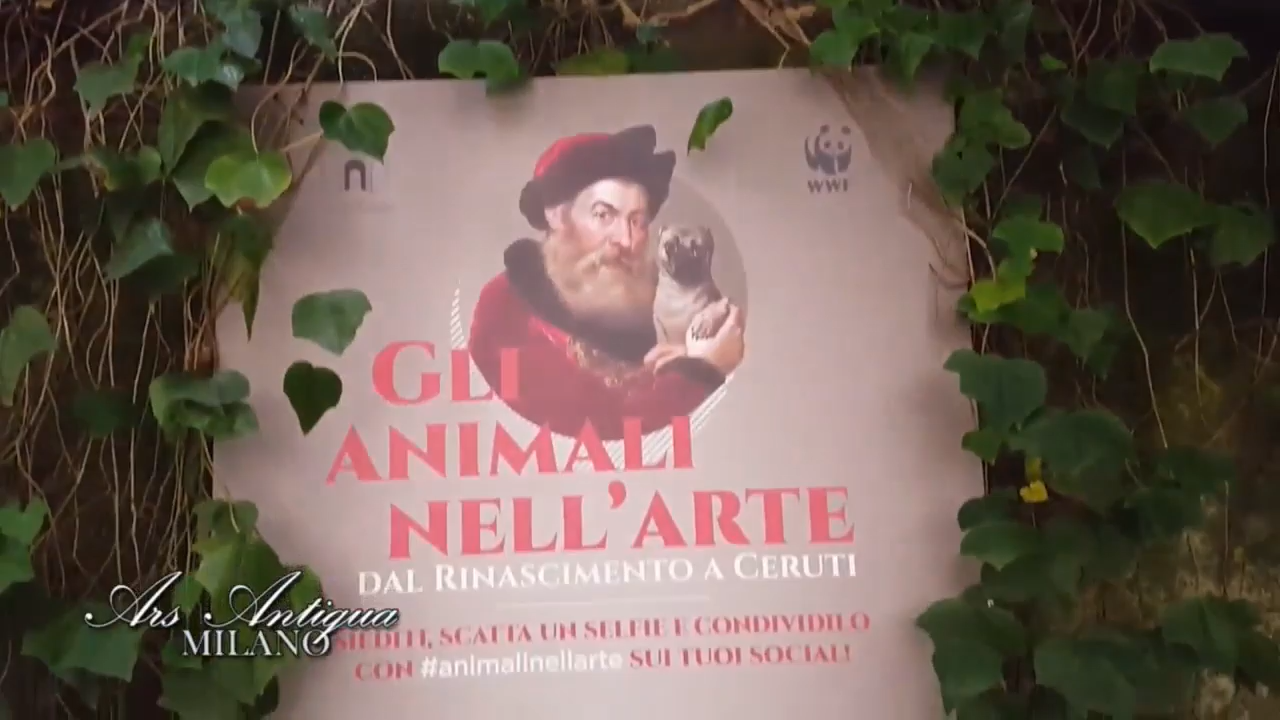 n
WWF
GLI
ANIMALI
NELL'ARTE
DAL RINASCIMENTO A CERUTI
SIEDITI, SCATTA UN SELFIE E CONDIVIDILO
CON #animalinellarte SUI TUOI SOCIAL!
Ars Antiqua
MILANO